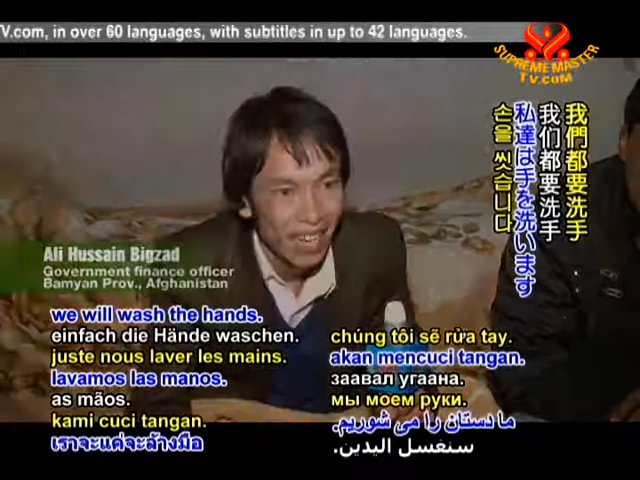 V.com, in over 60 languages, with subtitles in up to 42 languages.
SUPREME MASTER
TV.COM
我們都要洗手
我们都要洗手
私達は手を洗います
손을 씻습니다
Ali Hussain Bigzad
Government finance officer
Bamyan Prov., Afghanistan
we will wash the hands.
einfach die Hände waschen.
juste nous laver les mains.
lavamos las manos.
as mãos.
kami cuci tangan.
เราจะแค่จะล้างมือ
chúng tôi sẽ rửa tay.
akan mencuci tangan.
заавал угаана.
мы моем руки.
ما دستان را می شوریم.
سنغسل اليدين.